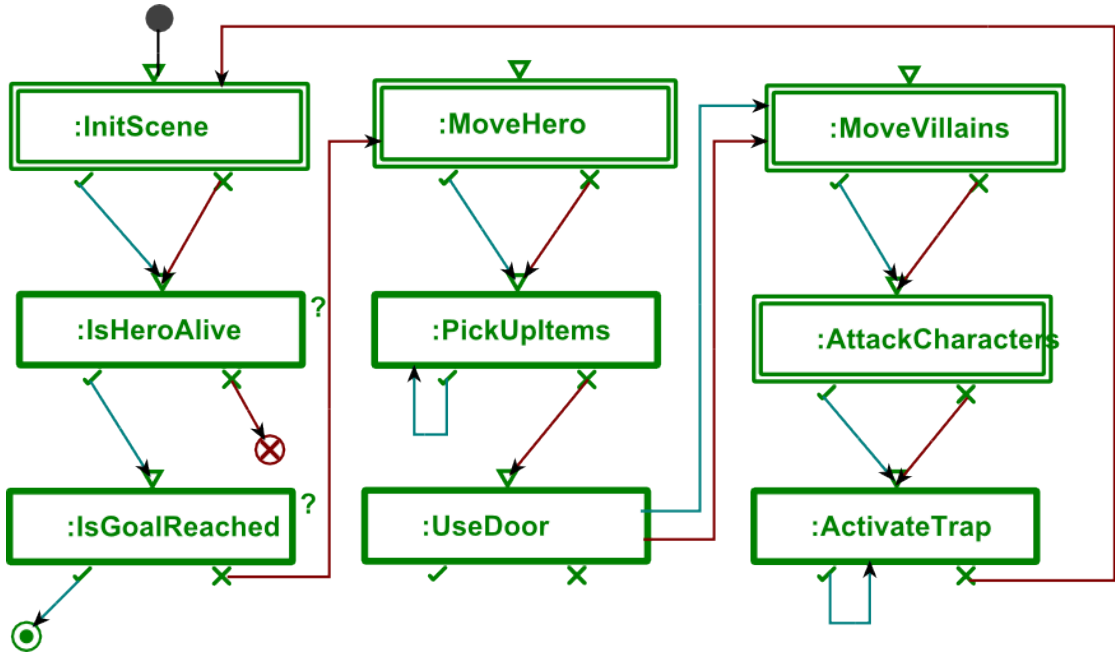 :InitScene
:MoveHero
:MoveVillains
:IsHeroAlive
?
:PickUpItems
:AttackCharacters
:IsGoalReached
?
:UseDoor
:ActivateTrap